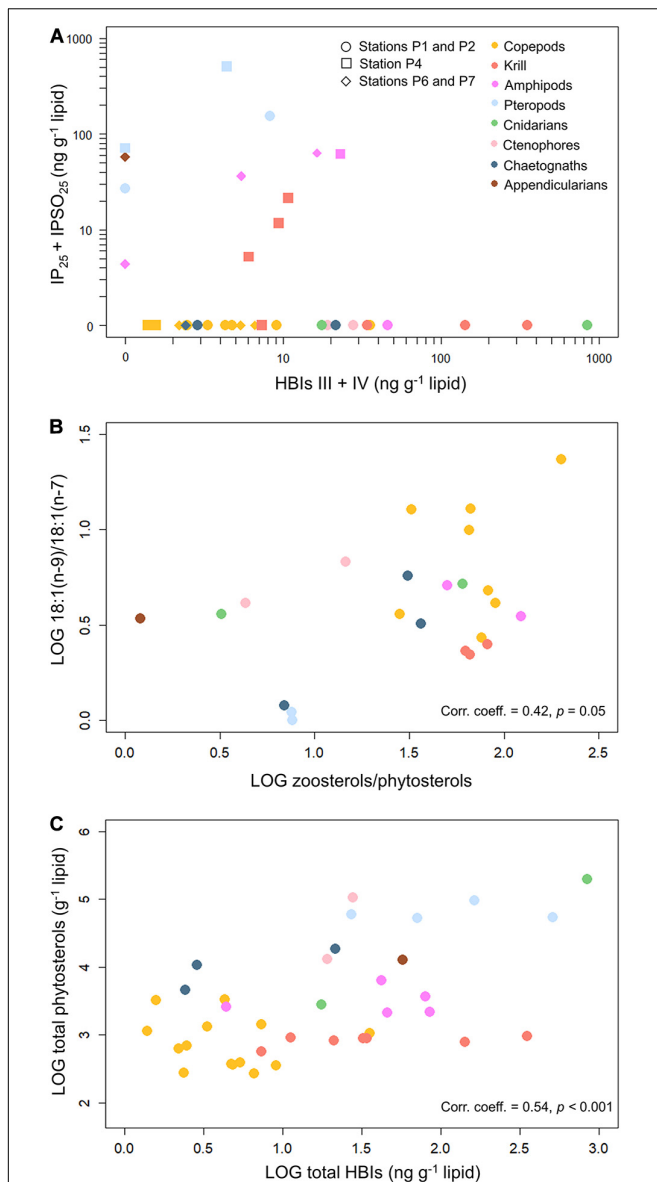 A
IP25 + IPSO25 (ng g-1 lipid)
1000
100
10
0
0
10
100
1000
HBIs III + IV (ng g-1 lipid)
Stations P1 and P2
Station P4
Stations P6 and P7
Copepods
Krill
Amphipods
Pteropods
Cnidarians
Ctenophores
Chaetognaths
Appendicularians
B
LOG 18:1(n-9)/18:1(n-7)
1.5
1.0
0.5
0.0
0.0
0.5
1.0
1.5
2.0
2.5
LOG zoosterols/phytosterols
Corr. coeff. = 0.42, p = 0.05
C
LOG total phytosterols (g-1 lipid)
6
5
4
3
2
0.0
0.5
1.0
1.5
2.0
2.5
3.0
LOG total HBIs (ng g-1 lipid)
Corr. coeff. = 0.54, p < 0.001